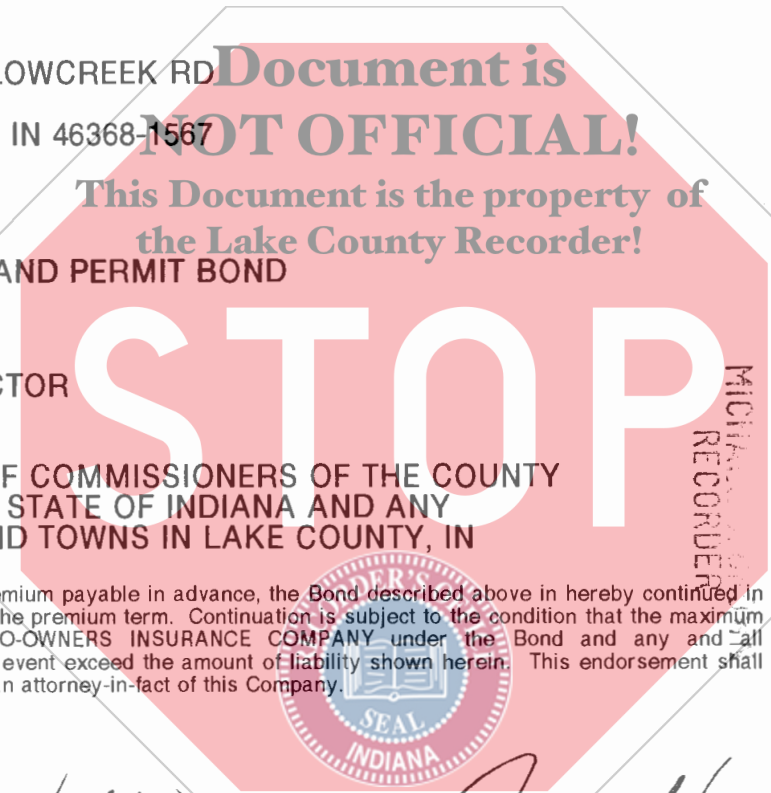 LOWCREEK RD
Document is
IN 46368-1567
NOT OFFICIAL!
This Document is the property of
the Lake County Recorder!
AND PERMIT BOND
STOP
CTOR
RECORDER
F COMMISSIONERS OF THE COUNTY
STATE OF INDIANA AND ANY
ND TOWNS IN LAKE COUNTY, IN
emium payable in advance, the Bond described above in hereby continued in
he premium term. Continuation is subject to the condition that the maximum
O-OWNERS INSURANCE COMPANY under the Bond and any and all
event exceed the amount of liability shown herein. This endorsement shall
n attorney-in-fact of this Company.
RECORDER'S OFFICE
SEAL
INDIANA